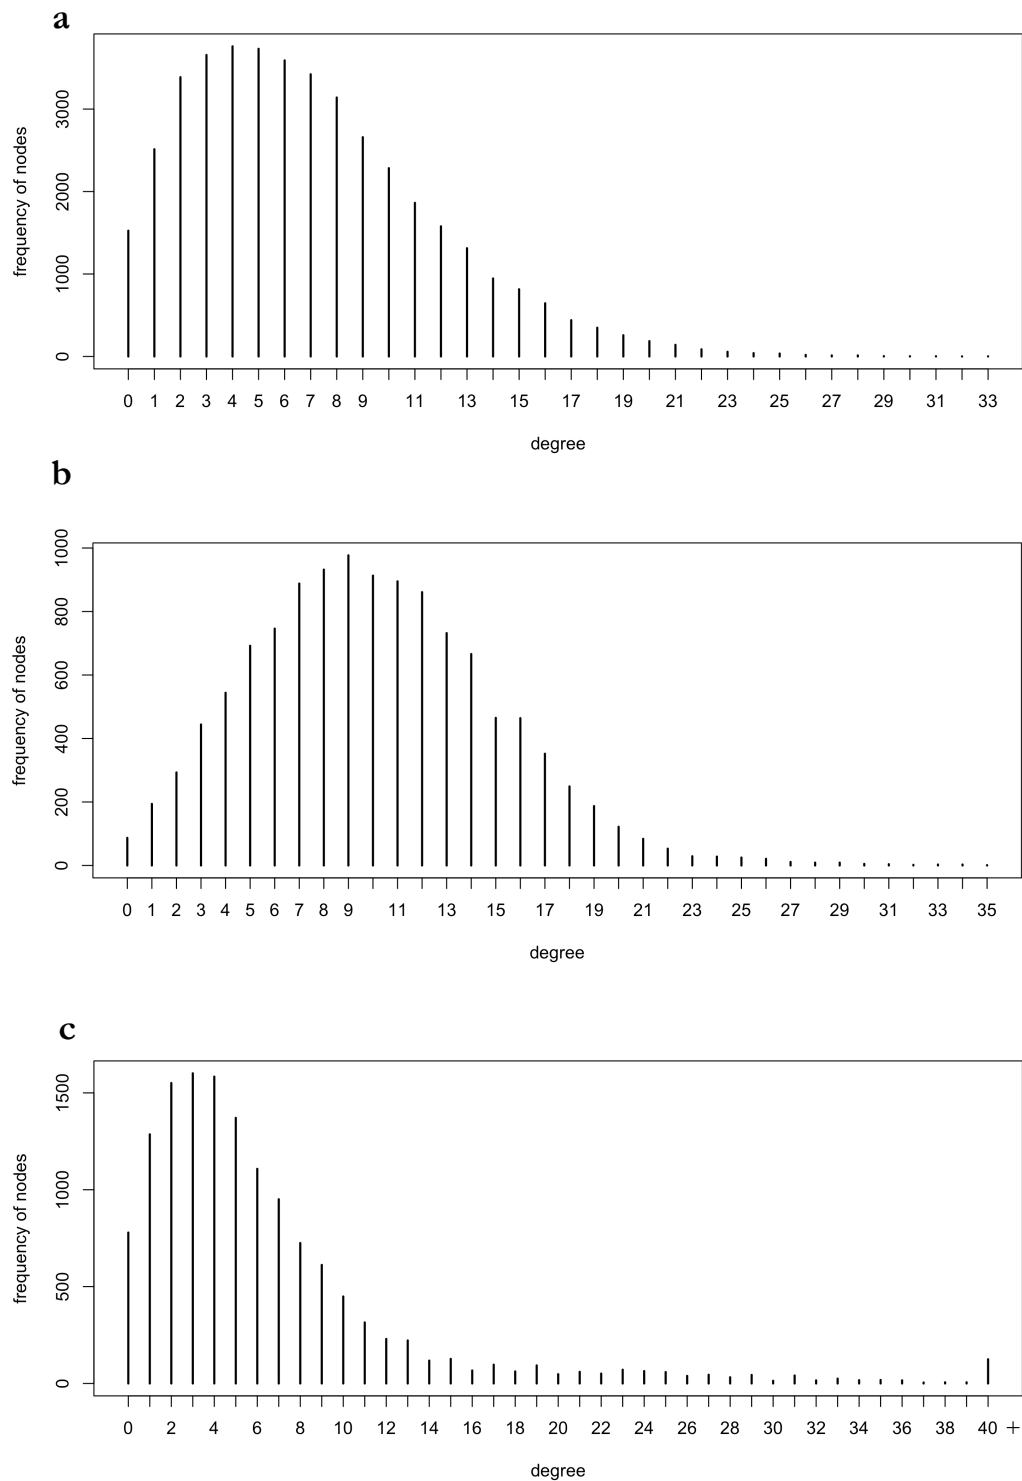 a
frequency of nodes
3000
2000
1000
0
0 1 2 3 4 5 6 7 8 9 11 13 15 17 19 21 23 25 27 29 31 33
degree
b
frequency of nodes
1000
800
600
400
200
0
0 1 2 3 4 5 6 7 8 9 11 13 15 17 19 21 23 25 27 29 31 33 35
degree
c
frequency of nodes
1500
1000
500
0
0 2 4 6 8 10 12 14 16 18 20 22 24 26 28 30 32 34 36 38 40 +
degree